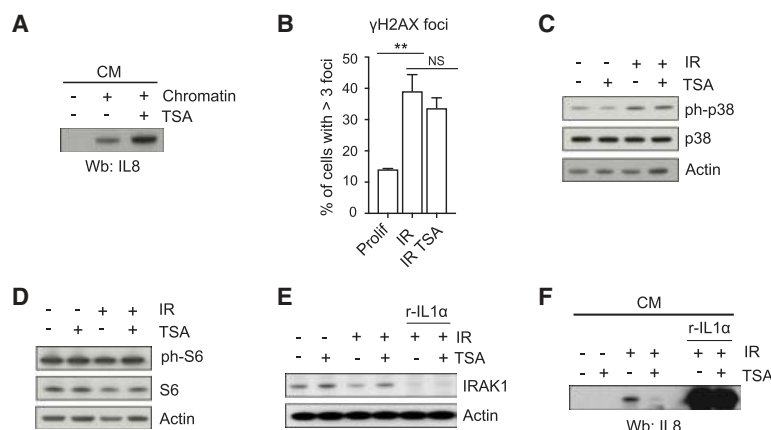 A
CM
- + + Chromatin
+ TSA
Wb: IL8
B
γH2AX foci
**
NS
% of cells with > 3 foci
50
40
30
20
10
0
Prolif
IR
IR TSA
C
- - + + IR
- + - + TSA
ph-p38
p38
Actin
D
- - + + IR
- + - + TSA
ph-S6
S6
Actin
E
r-IL1α
- - + + + + IR
- + - + - + TSA
IRAK1
Actin
F
CM
r-IL1α
- - + + + + IR
- + - + - + TSA
Wb: IL8